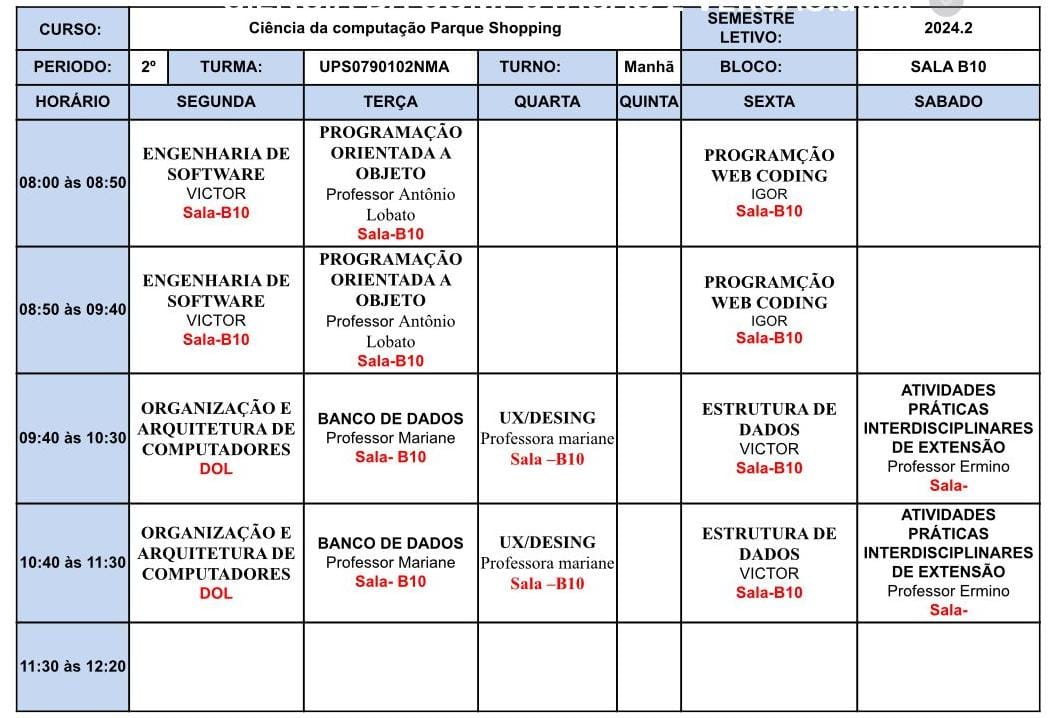 CURSO: Ciência da computação Parque Shopping SEMESTRE LETIVO: 2024.2
PERIODO: 2º TURMA: UPS0790102NMA TURNO: Manhã BLOCO: SALA B10
HORÁRIO SEGUNDA TERÇA QUARTA QUINTA SEXTA SABADO
08:00 às 08:50
ENGENHARIA DE
SOFTWARE
VICTOR
Sala-B10
PROGRAMAÇÃO
ORIENTADA A
OBJETO
Professor Antônio
Lobato
Sala-B10
PROGRAMÇÃO
WEB CODING
IGOR
Sala-B10
08:50 às 09:40
ENGENHARIA DE
SOFTWARE
VICTOR
Sala-B10
PROGRAMAÇÃO
ORIENTADA A
OBJETO
Professor Antônio
Lobato
Sala-B10
PROGRAMÇÃO
WEB CODING
IGOR
Sala-B10
09:40 às 10:30
ORGANIZAÇÃO E
ARQUITETURA DE
COMPUTADORES
DOL
BANCO DE DADOS
Professor Mariane
Sala- B10
UX/DESING
Professora mariane
Sala –B10
ESTRUTURA DE
DADOS
VICTOR
Sala-B10
ATIVIDADES
PRÁTICAS
INTERDISCIPLINARES
DE EXTENSÃO
Professor Ermino
Sala-
10:40 às 11:30
ORGANIZAÇÃO E
ARQUITETURA DE
COMPUTADORES
DOL
BANCO DE DADOS
Professor Mariane
Sala- B10
UX/DESING
Professora mariane
Sala –B10
ESTRUTURA DE
DADOS
VICTOR
Sala-B10
ATIVIDADES
PRÁTICAS
INTERDISCIPLINARES
DE EXTENSÃO
Professor Ermino
Sala-
11:30 às 12:20